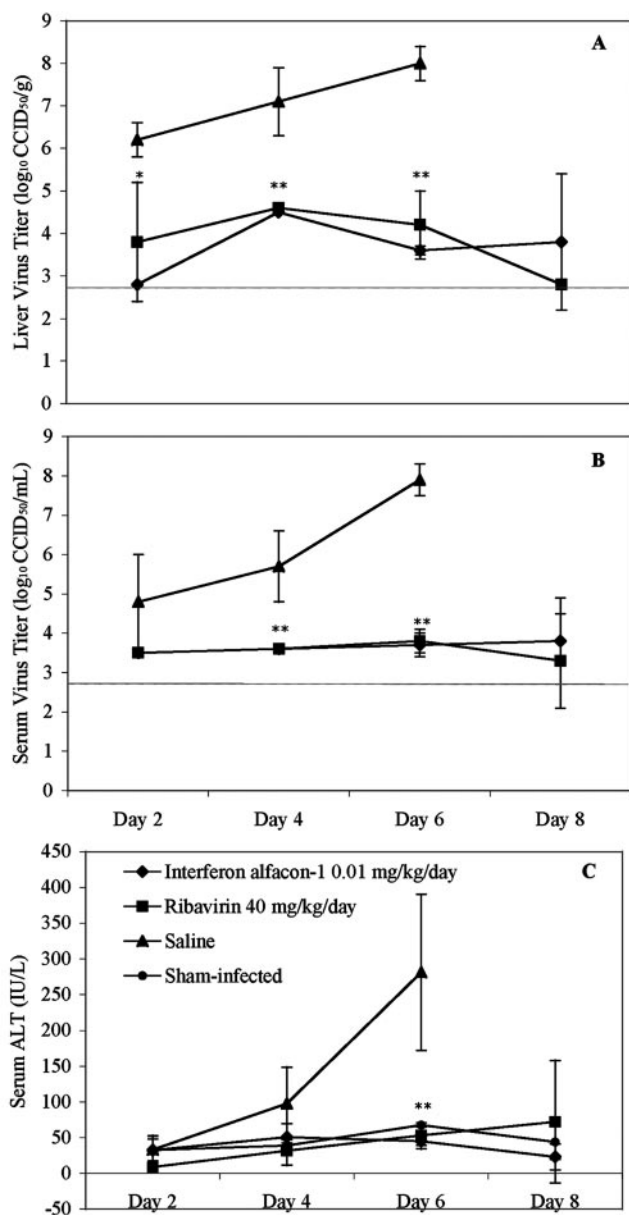 A
Liver Virus Titer (log₁₀ CCID₅₀/g)
9
8
7
6
5
4
3
2
1
0
* ** **
B
Serum Virus Titer (log₁₀ CCID₅₀/mL)
9
8
7
6
5
4
3
2
1
0
** **
Day 2 Day 4 Day 6 Day 8
C
Serum ALT (IU/L)
450
400
350
300
250
200
150
100
50
0
-50
Interferon alfacon-1 0.01 mg/kg/day
Ribavirin 40 mg/kg/day
Saline
Sham-infected
**
Day 2 Day 4 Day 6 Day 8